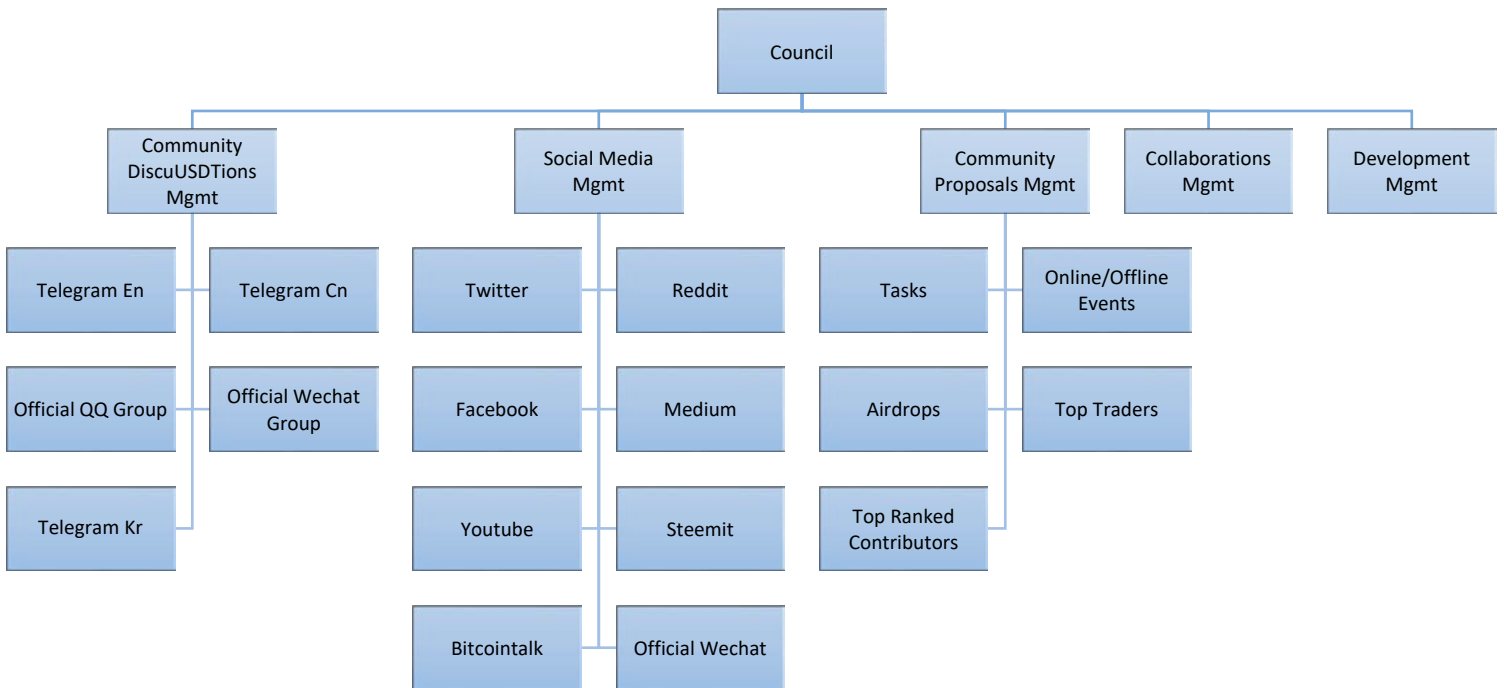 Council
Community
DiscuUSDTions
Mgmt
Social Media
Mgmt
Community
Proposals Mgmt
Collaborations
Mgmt
Development
Mgmt
Telegram En
Telegram Cn
Twitter
Reddit
Tasks
Online/Offline
Events
Official QQ Group
Official Wechat
Group
Facebook
Medium
Airdrops
Top Traders
Telegram Kr
Youtube
Steemit
Top Ranked
Contributors
Bitcointalk
Official Wechat